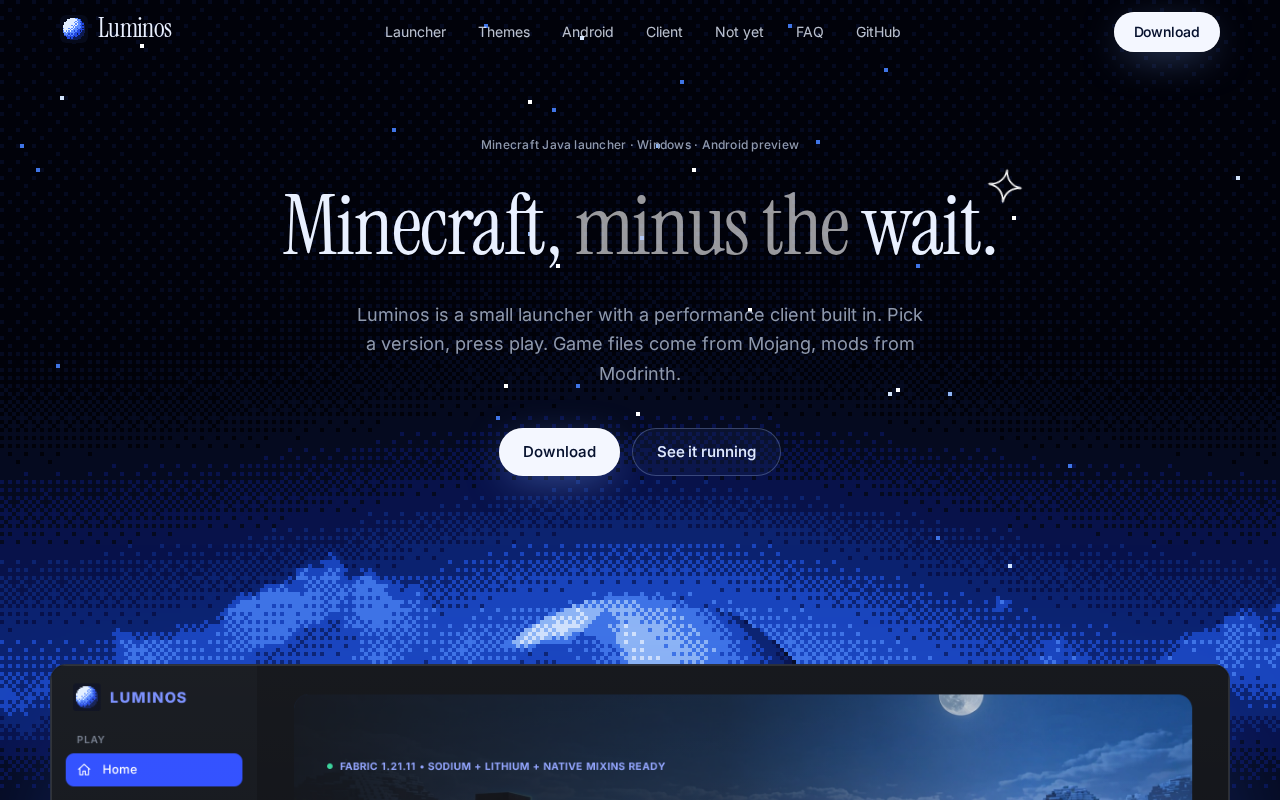 Luminos
Launcher
Themes
Android
Client
Not yet
FAQ
GitHub
Download
Minecraft Java launcher · Windows · Android preview
Minecraft, minus the wait.
Luminos is a small launcher with a performance client built in. Pick
a version, press play. Game files come from Mojang, mods from
Modrinth.
Download
See it running
LUMINOS
PLAY
Home
FABRIC 1.21.11 • SODIUM + LITHIUM + NATIVE MIXINS READY